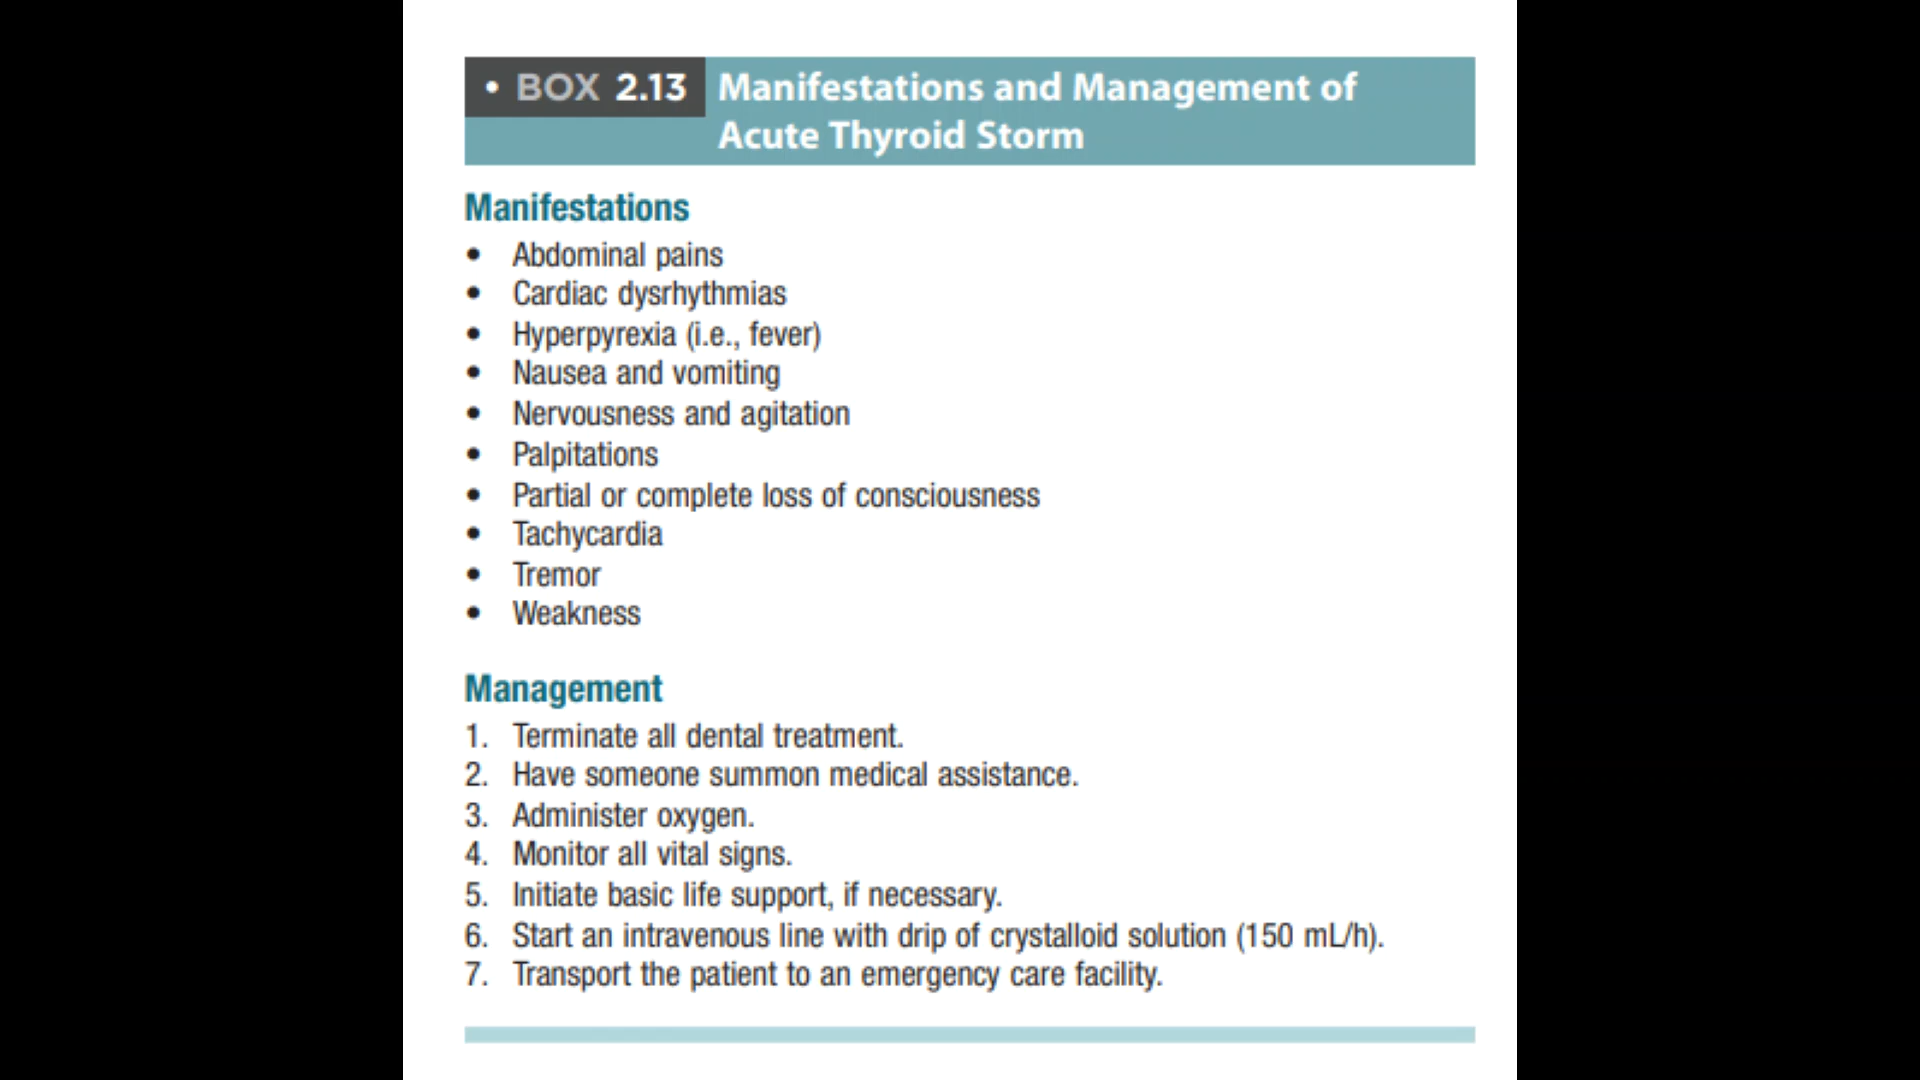 • BOX 2.13 Manifestations and Management of
Acute Thyroid Storm
Manifestations
• Abdominal pains
• Cardiac dysrhythmias
• Hyperpyrexia (i.e., fever)
• Nausea and vomiting
• Nervousness and agitation
• Palpitations
• Partial or complete loss of consciousness
• Tachycardia
• Tremor
• Weakness
Management
1. Terminate all dental treatment.
2. Have someone summon medical assistance.
3. Administer oxygen.
4. Monitor all vital signs.
5. Initiate basic life support, if necessary.
6. Start an intravenous line with drip of crystalloid solution (150 mL/h).
7. Transport the patient to an emergency care facility.